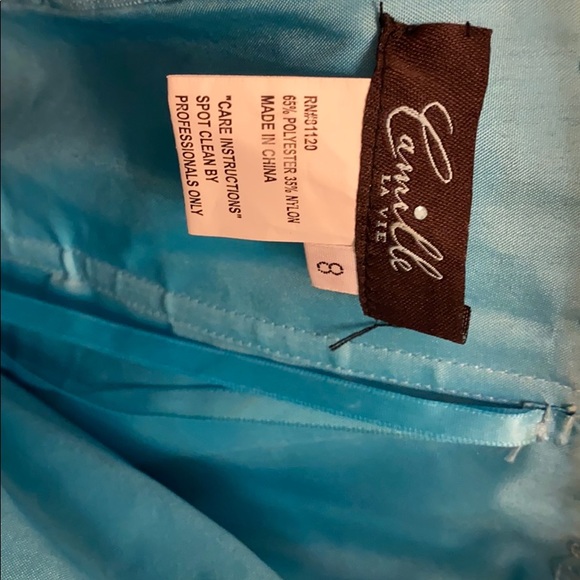 Camille
LA VIE
RN#81120
65% POLYESTER 35% NYLON
MADE IN CHINA
"CARE INSTRUCTIONS"
SPOT CLEAN BY
PROFESSIONALS ONLY
8